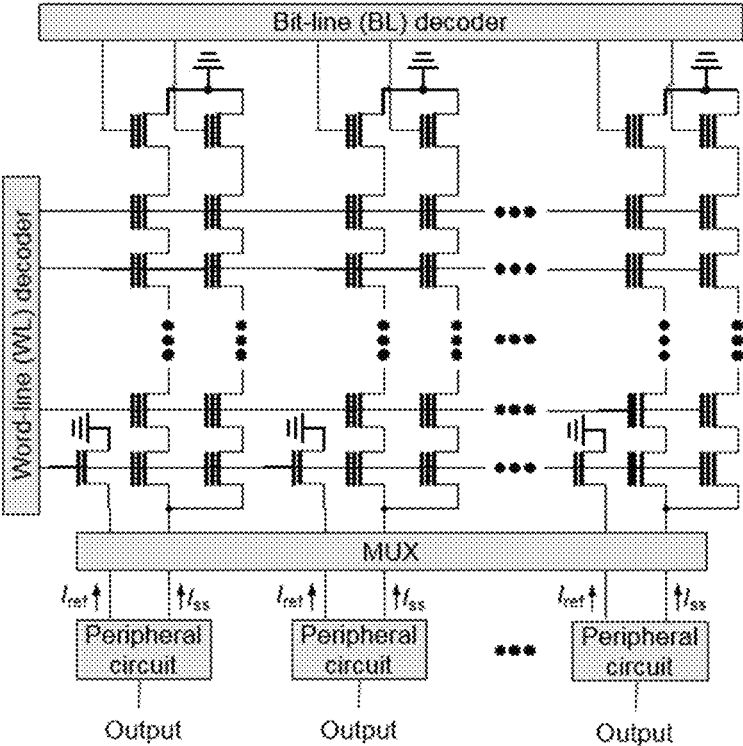 Bit-line (BL) decoder
Word-line (WL) decoder
MUX
Iref
Iss
Iref
Iss
Iref
Iss
Peripheral
circuit
Peripheral
circuit
Peripheral
circuit
Output
Output
Output